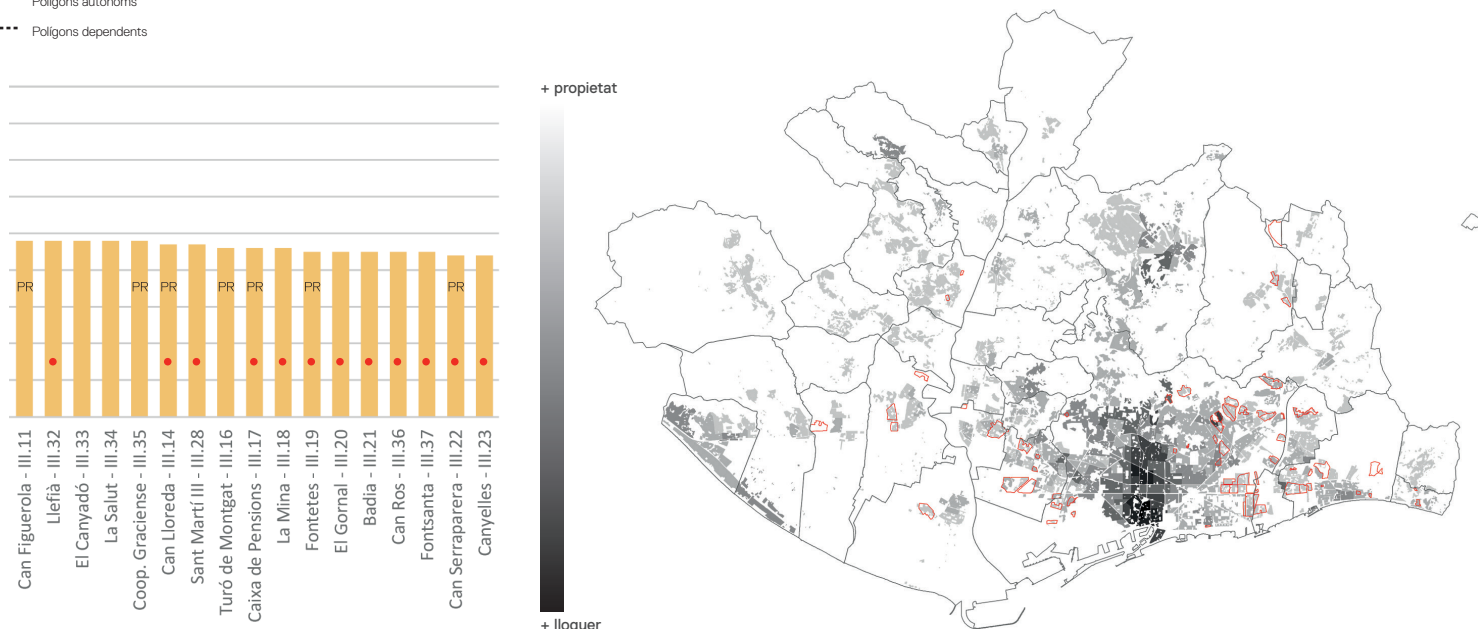 Polígons autònoms
Polígons dependents
+ propietat
PR
PR
PR
PR
PR
PR
PR
Can Figuerola - III.11
Llefià - III.32
El Canyadó - III.33
La Salut - III.34
Coop. Graciense - III.35
Can Lloreda - III.14
Sant Martí III - III.28
Turó de Montgat - III.16
Caixa de Pensions - III.17
La Mina - III.18
Fontetes - III.19
El Gornal - III.20
Badia - III.21
Can Ros - III.36
Fontsanta - III.37
Can Serraparera - III.22
Canyelles - III.23
+ lloguer